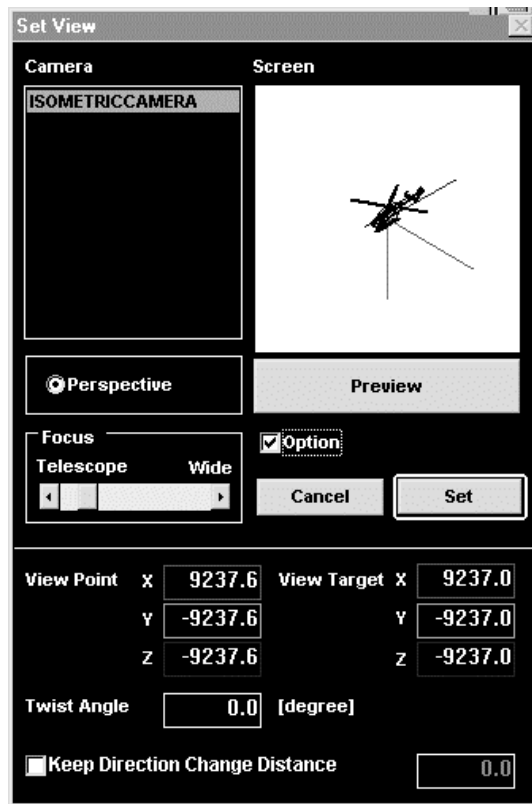 Set View
Camera Screen
ISOMETRICCAMERA
Perspective Preview
Focus
Option
Telescope Wide
Cancel Set
View Point X 9237.6 View Target X 9237.0
Y -9237.6 Y -9237.0
Z -9237.6 Z -9237.0
Twist Angle 0.0 [degree]
Keep Direction Change Distance 0.0